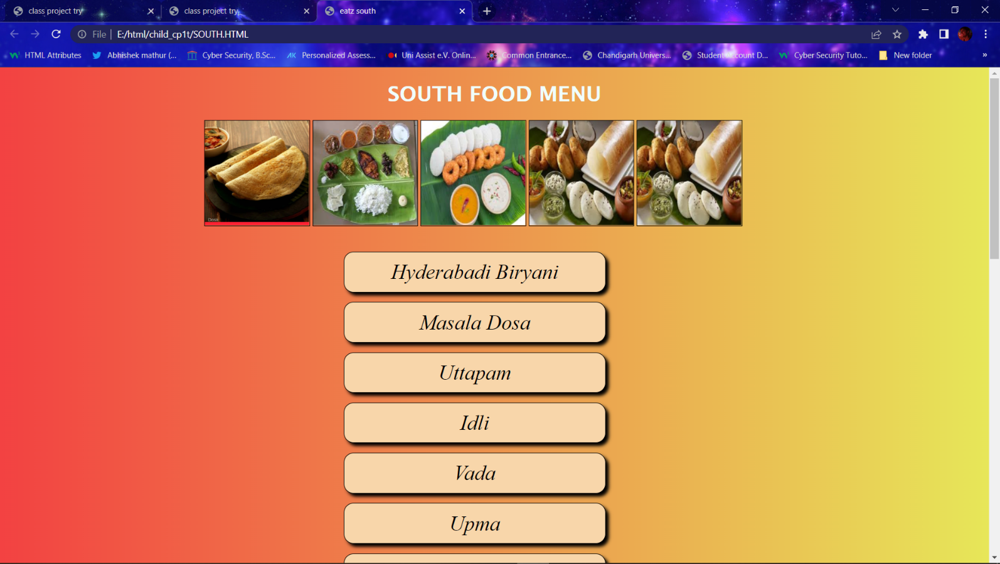 class project try
class project try
eatz south
File | E:/html/child_cp1t/SOUTH.HTML
HTML Attributes
Abhishek mathur (...
Cyber Security, B.Sc...
AK Personalized Assess...
Uni Assist e.V. Onlin...
Common Entrance...
Chandigarh Univers...
Student Account D...
Cyber Security Tuto...
New folder
»
SOUTH FOOD MENU
Dosa
Hyderabadi Biryani
Masala Dosa
Uttapam
Idli
Vada
Upma